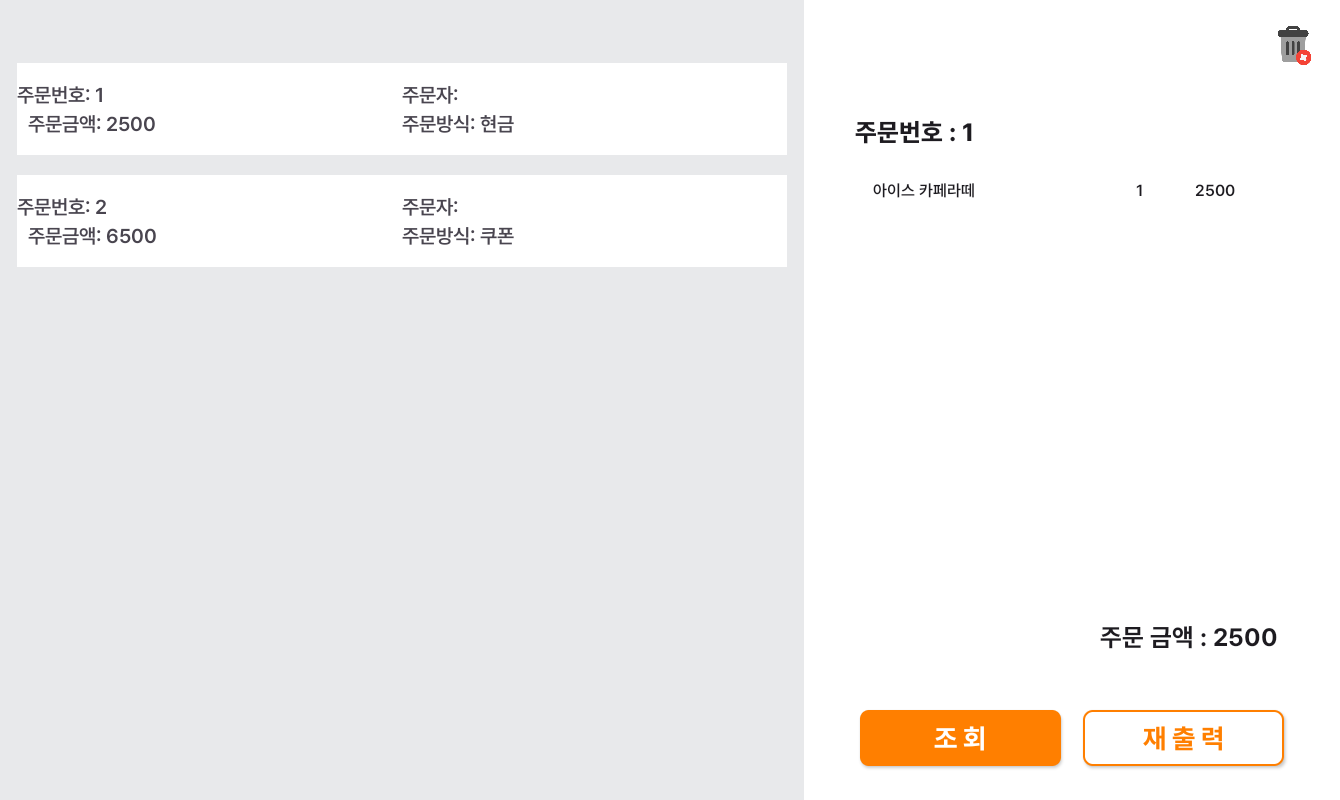 주문번호: 1 주문자:
주문금액: 2500 주문방식: 현금
주문번호: 2 주문자:
주문금액: 6500 주문방식: 쿠폰
주문번호 : 1
아이스 카페라떼 1 2500
주문 금액 : 2500
조회 재출력